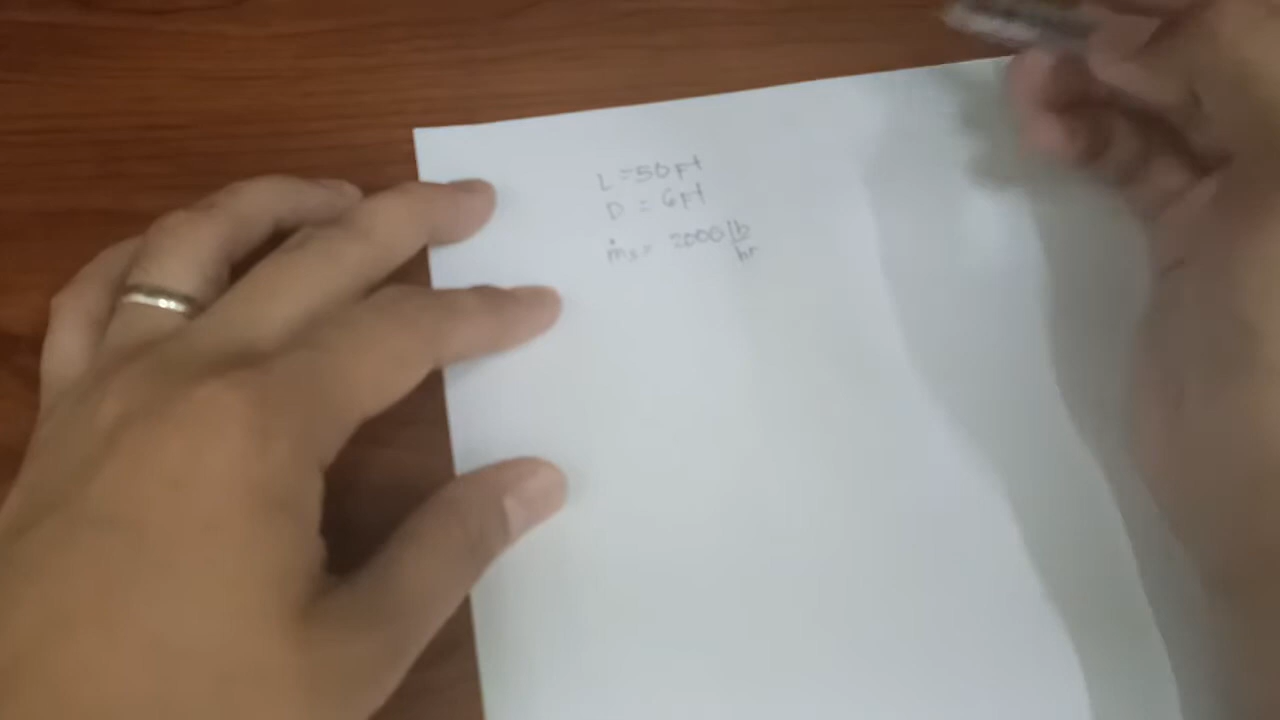 L = 50 Ft
D = 6 Ft
ṁs = 2000 lb/hr